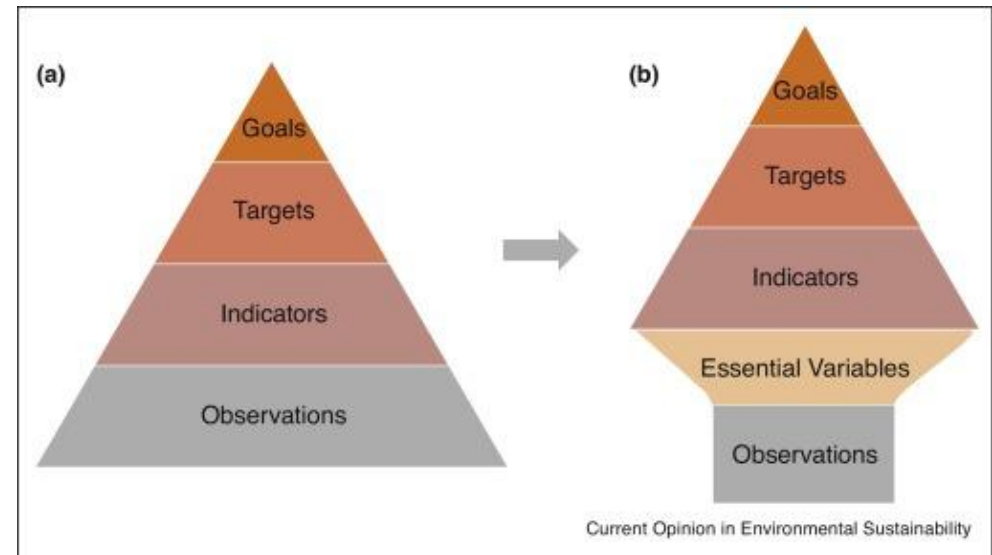 (a)
Goals
Targets
Indicators
Observations
(b)
Goals
Targets
Indicators
Essential Variables
Observations
Current Opinion in Environmental Sustainability